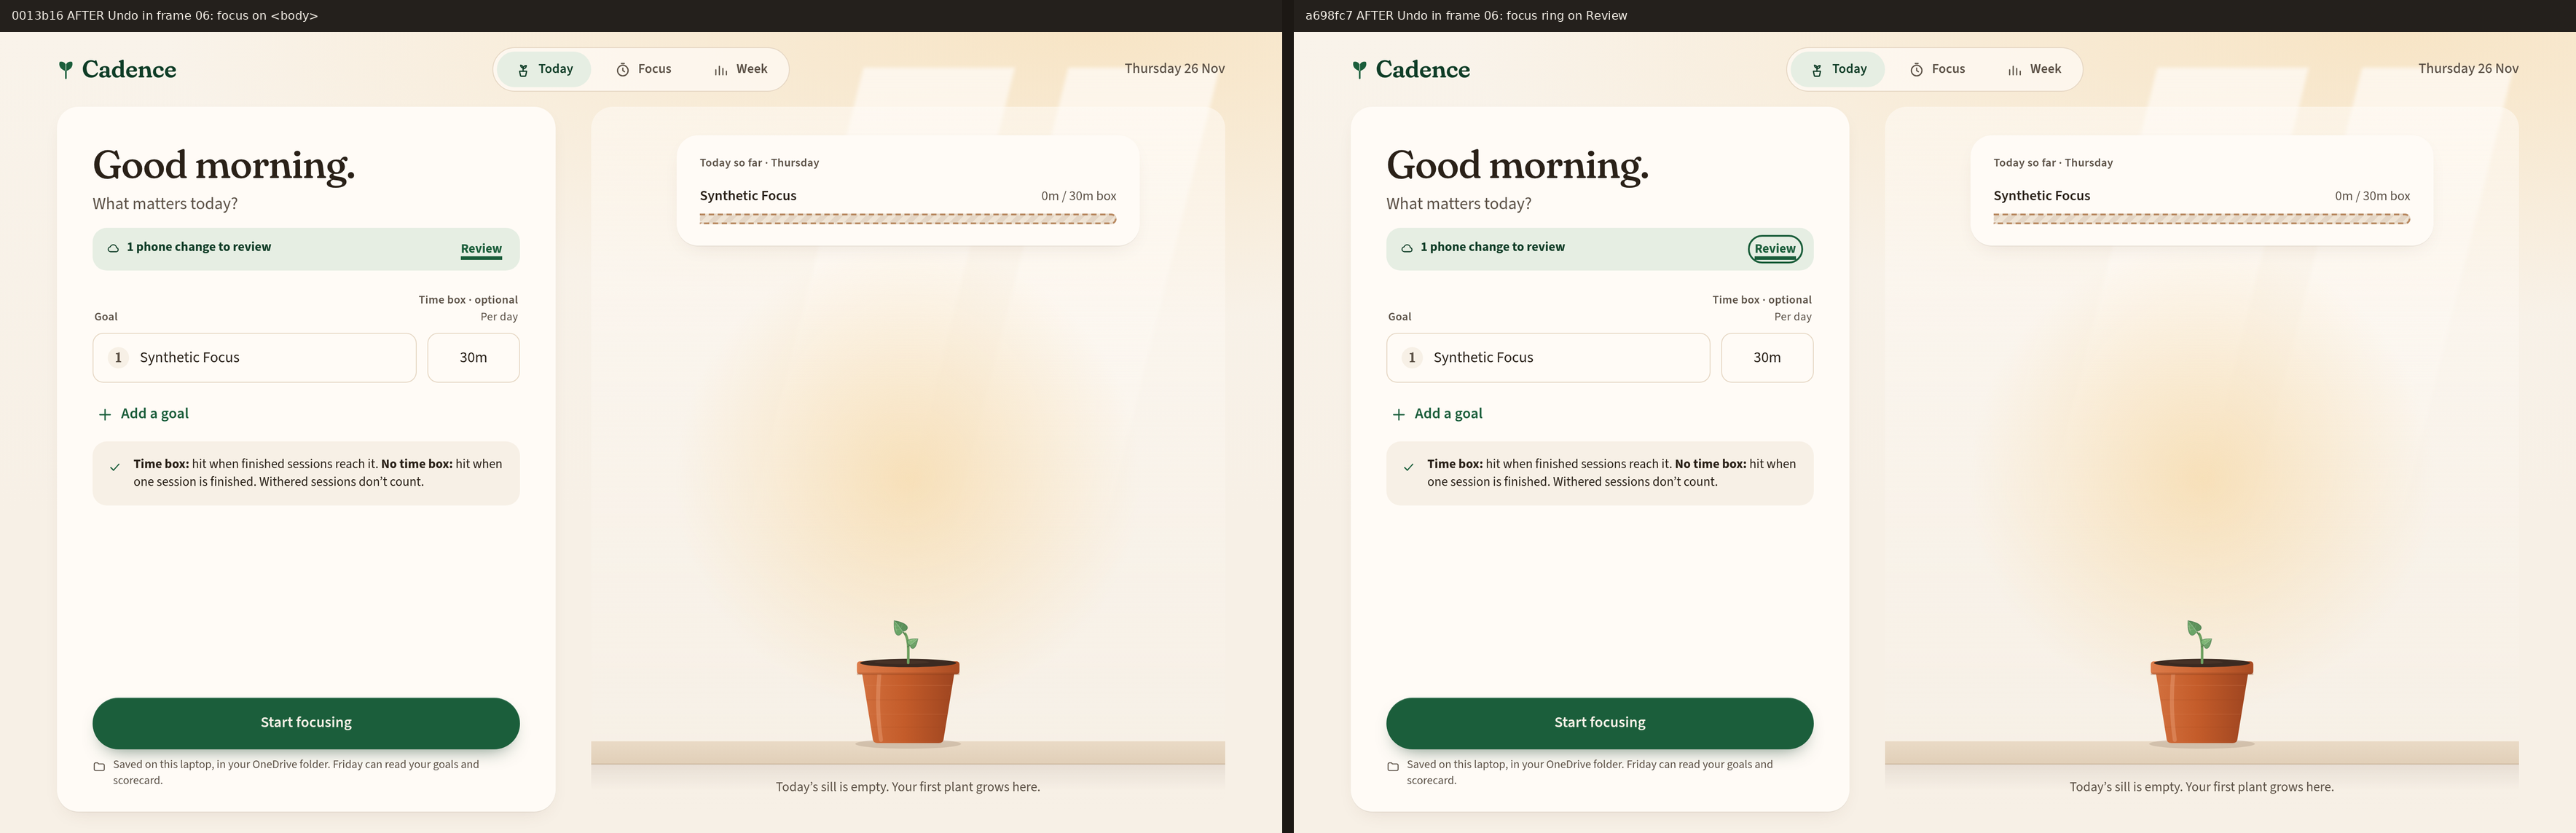 0013b16 AFTER Undo in frame 06: focus on <body>
Cadence
Today
Focus
Week
Thursday 26 Nov
Good morning.
What matters today?
1 phone change to review
Review
Time box · optional
Goal
Per day
1
Synthetic Focus
30m
Add a goal
Time box: hit when finished sessions reach it. No time box: hit when
one session is finished. Withered sessions don’t count.
Start focusing
Saved on this laptop, in your OneDrive folder. Friday can read your goals and
scorecard.
Today so far · Thursday
Synthetic Focus
0m / 30m box
Today’s sill is empty. Your first plant grows here.
a698fc7 AFTER Undo in frame 06: focus ring on Review
Cadence
Today
Focus
Week
Thursday 26 Nov
Good morning.
What matters today?
1 phone change to review
Review
Time box · optional
Goal
Per day
1
Synthetic Focus
30m
Add a goal
Time box: hit when finished sessions reach it. No time box: hit when
one session is finished. Withered sessions don’t count.
Start focusing
Saved on this laptop, in your OneDrive folder. Friday can read your goals and
scorecard.
Today so far · Thursday
Synthetic Focus
0m / 30m box
Today’s sill is empty. Your first plant grows here.